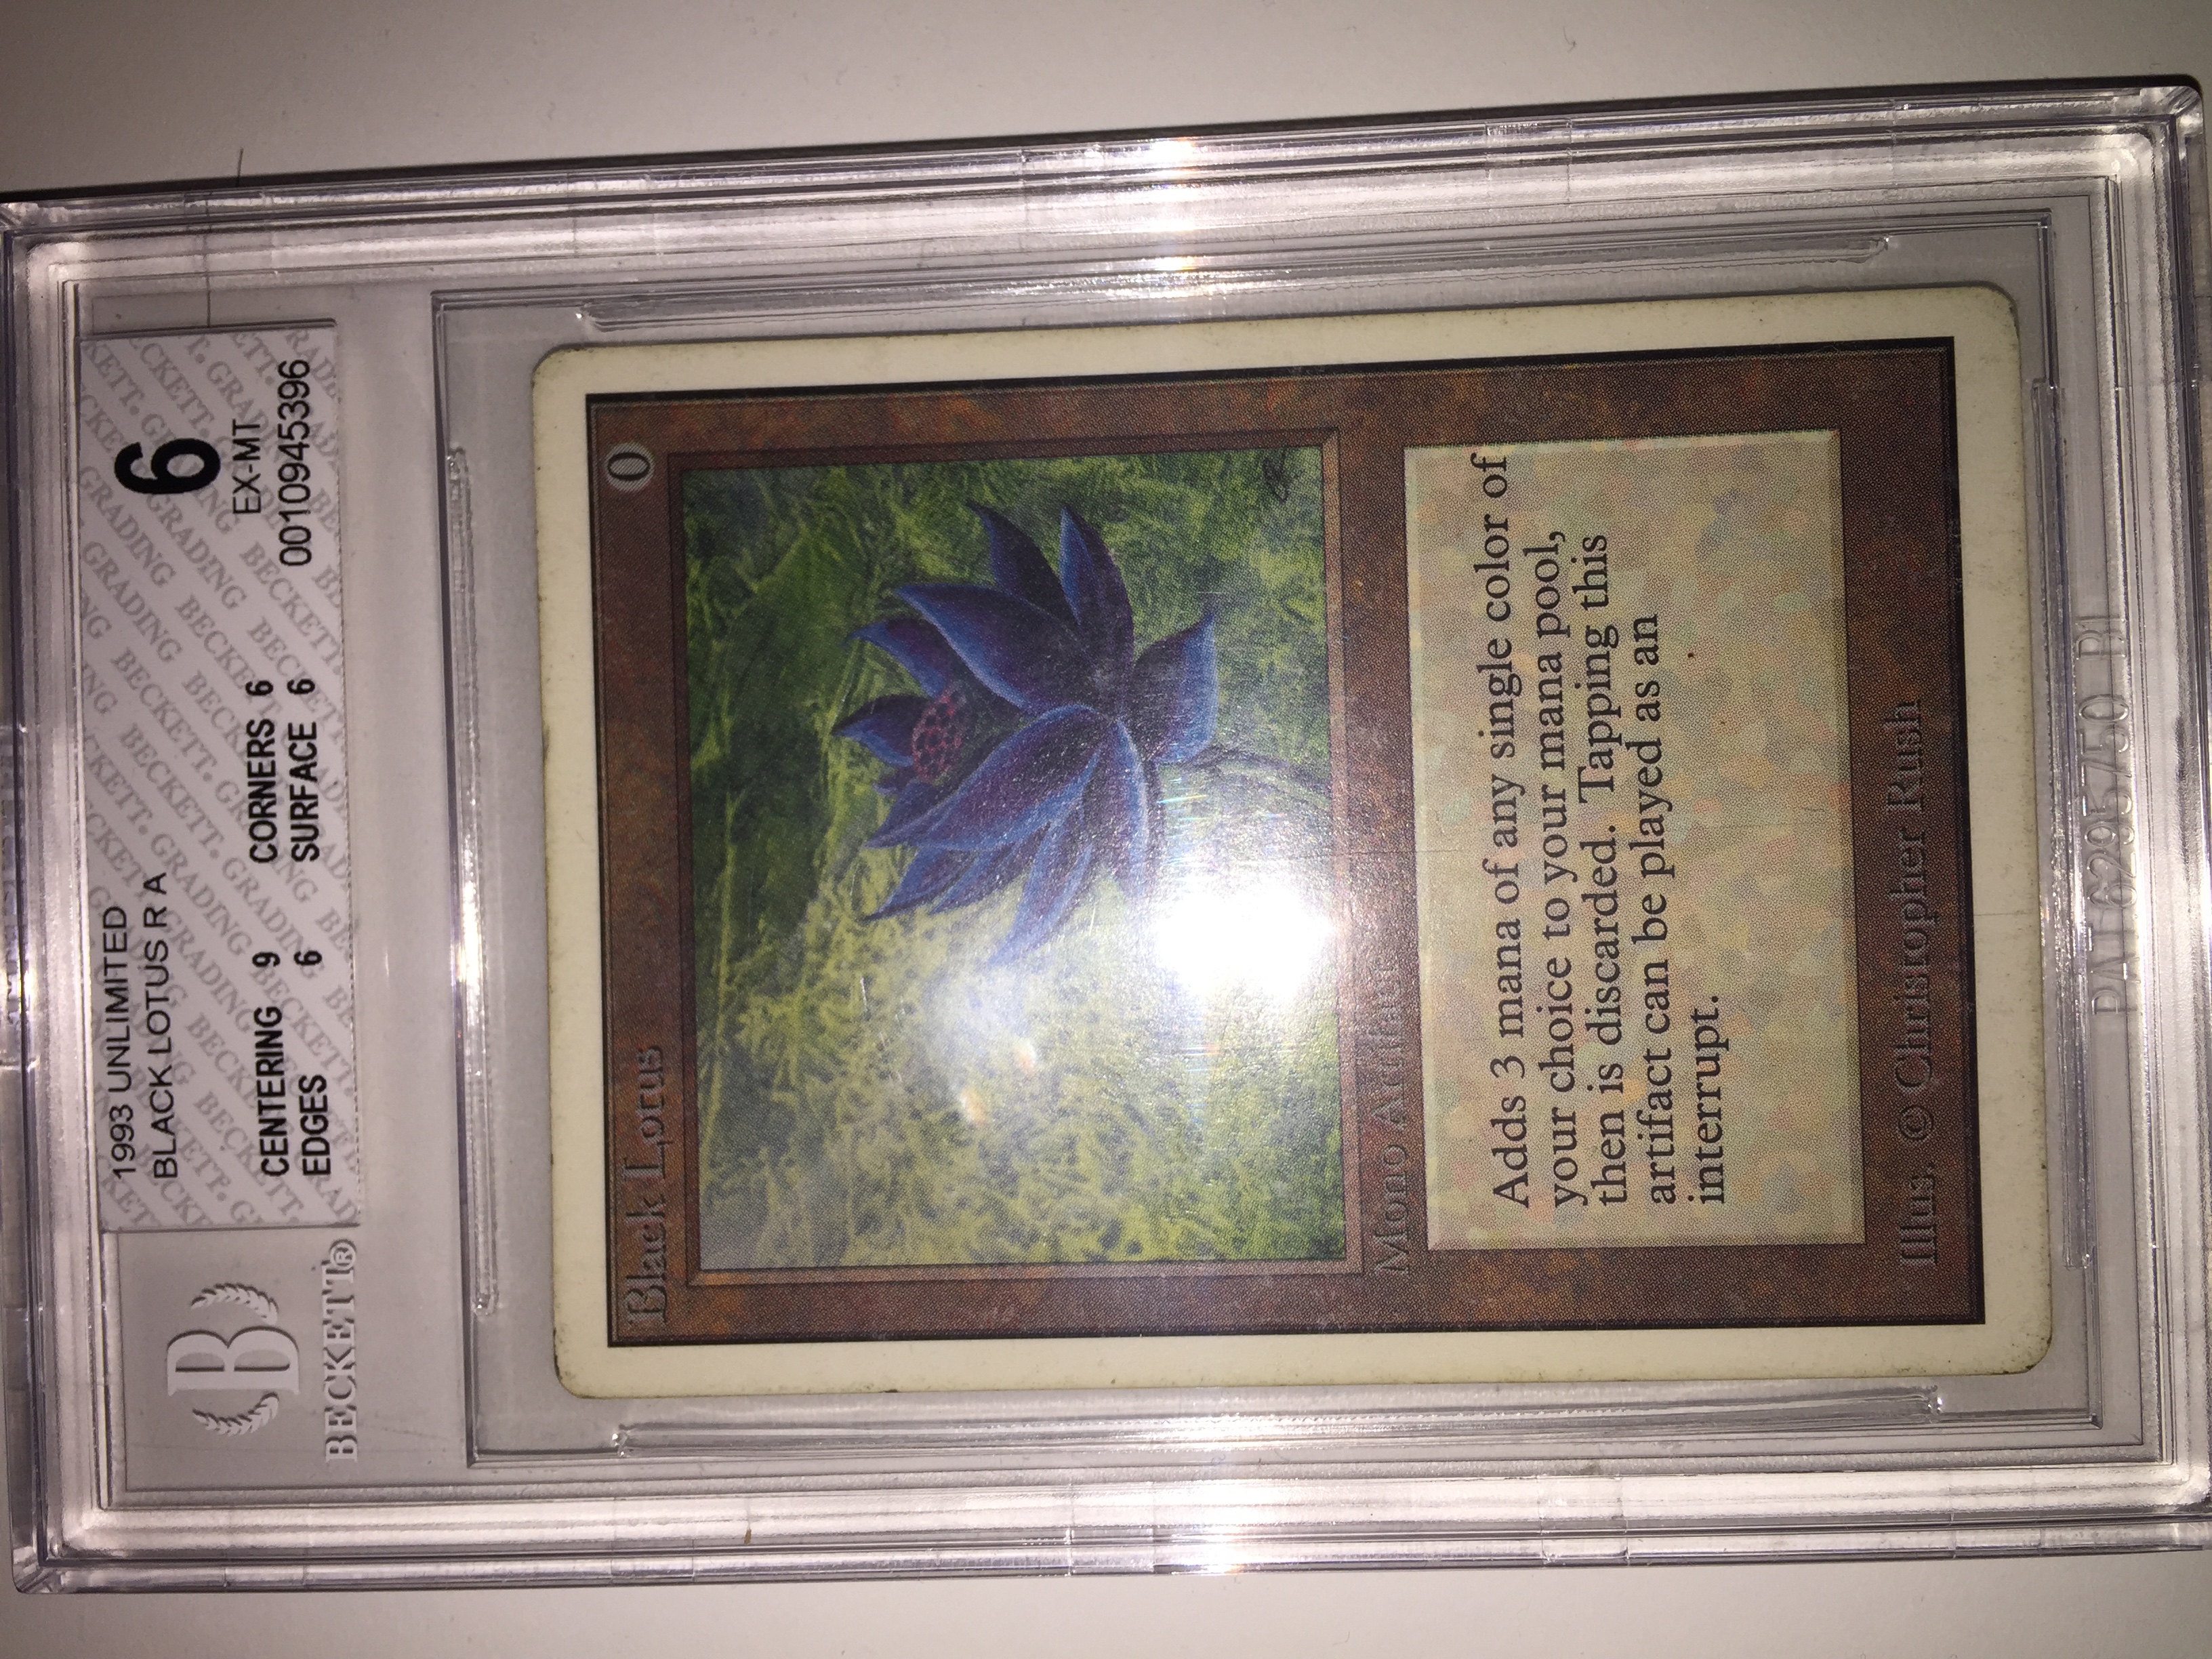 1993 UNLIMITED
BLACK LOTUS R A
6
EX-MT
0010945396
CENTERING 9 CORNERS 6
EDGES 6 SURFACE 6
B
BECKETT®
Black Lotus 0
CR
Mono Artifact
Adds 3 mana of any single color of
your choice to your mana pool,
then is discarded. Tapping this
artifact can be played as an
interrupt.
Illus. © Christopher Rush
PAT 6295750 B1